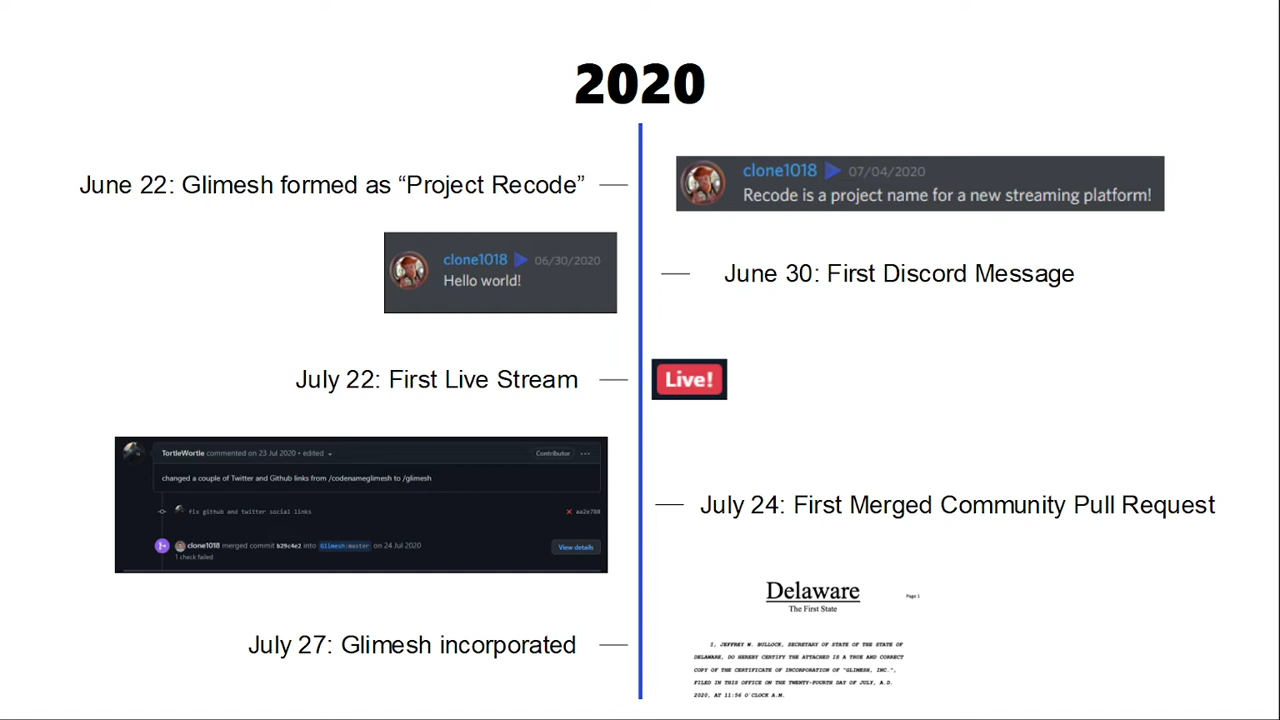 2020
June 22: Glimesh formed as “Project Recode”
clone1018 07/04/2020
Recode is a project name for a new streaming platform!
clone1018 06/30/2020
Hello world!
June 30: First Discord Message
July 22: First Live Stream
Live!
TortleWortle commented on 23 Jul 2020 • edited
Contributor ...
changed a couple of Twitter and Github links from /codenameglimesh to /glimesh
fix github and twitter social links
aa2e788
clone1018 merged commit b29c4e2 into Glimesh:master on 24 Jul 2020
View details
1 check failed
July 24: First Merged Community Pull Request
July 27: Glimesh incorporated
Delaware
Page 1
The First State
I, JEFFREY W. BULLOCK, SECRETARY OF STATE OF THE STATE OF
DELAWARE, DO HEREBY CERTIFY THE ATTACHED IS A TRUE AND CORRECT
COPY OF THE CERTIFICATE OF INCORPORATION OF "GLIMESH, INC.",
FILED IN THIS OFFICE ON THE TWENTY-FOURTH DAY OF JULY, A.D.
2020, AT 11:56 O`CLOCK A.M.